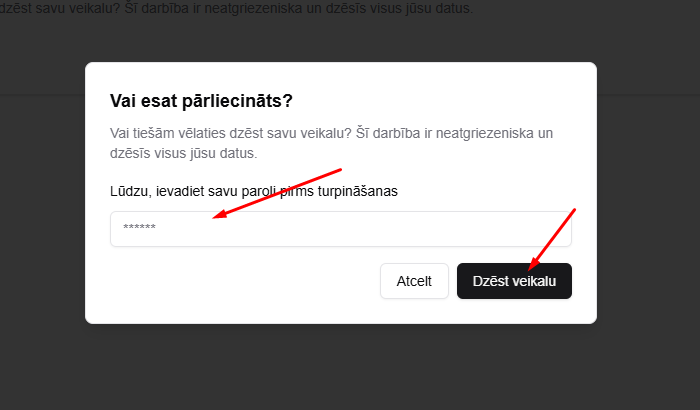 dzēst savu veikalu? Šī darbība ir neatgriezeniska un dzēsīs visus jūsu datus.
Vai esat pārliecināts?
Vai tiešām vēlaties dzēst savu veikalu? Šī darbība ir neatgriezeniska un
dzēsīs visus jūsu datus.
Lūdzu, ievadiet savu paroli pirms turpināšanas
******
Atcelt
Dzēst veikalu